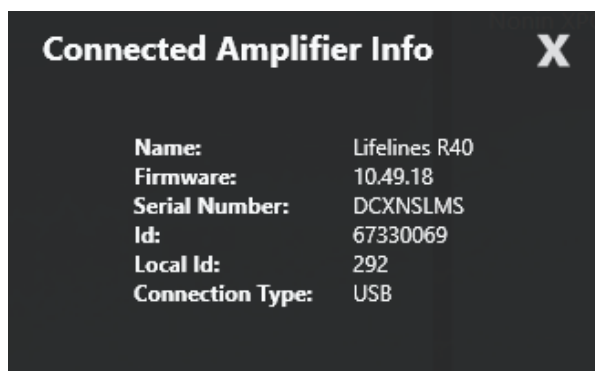 Connected Amplifier Info X
Name: Lifelines R40
Firmware: 10.49.18
Serial Number: DCXNSLMS
Id: 67330069
Local Id: 292
Connection Type: USB